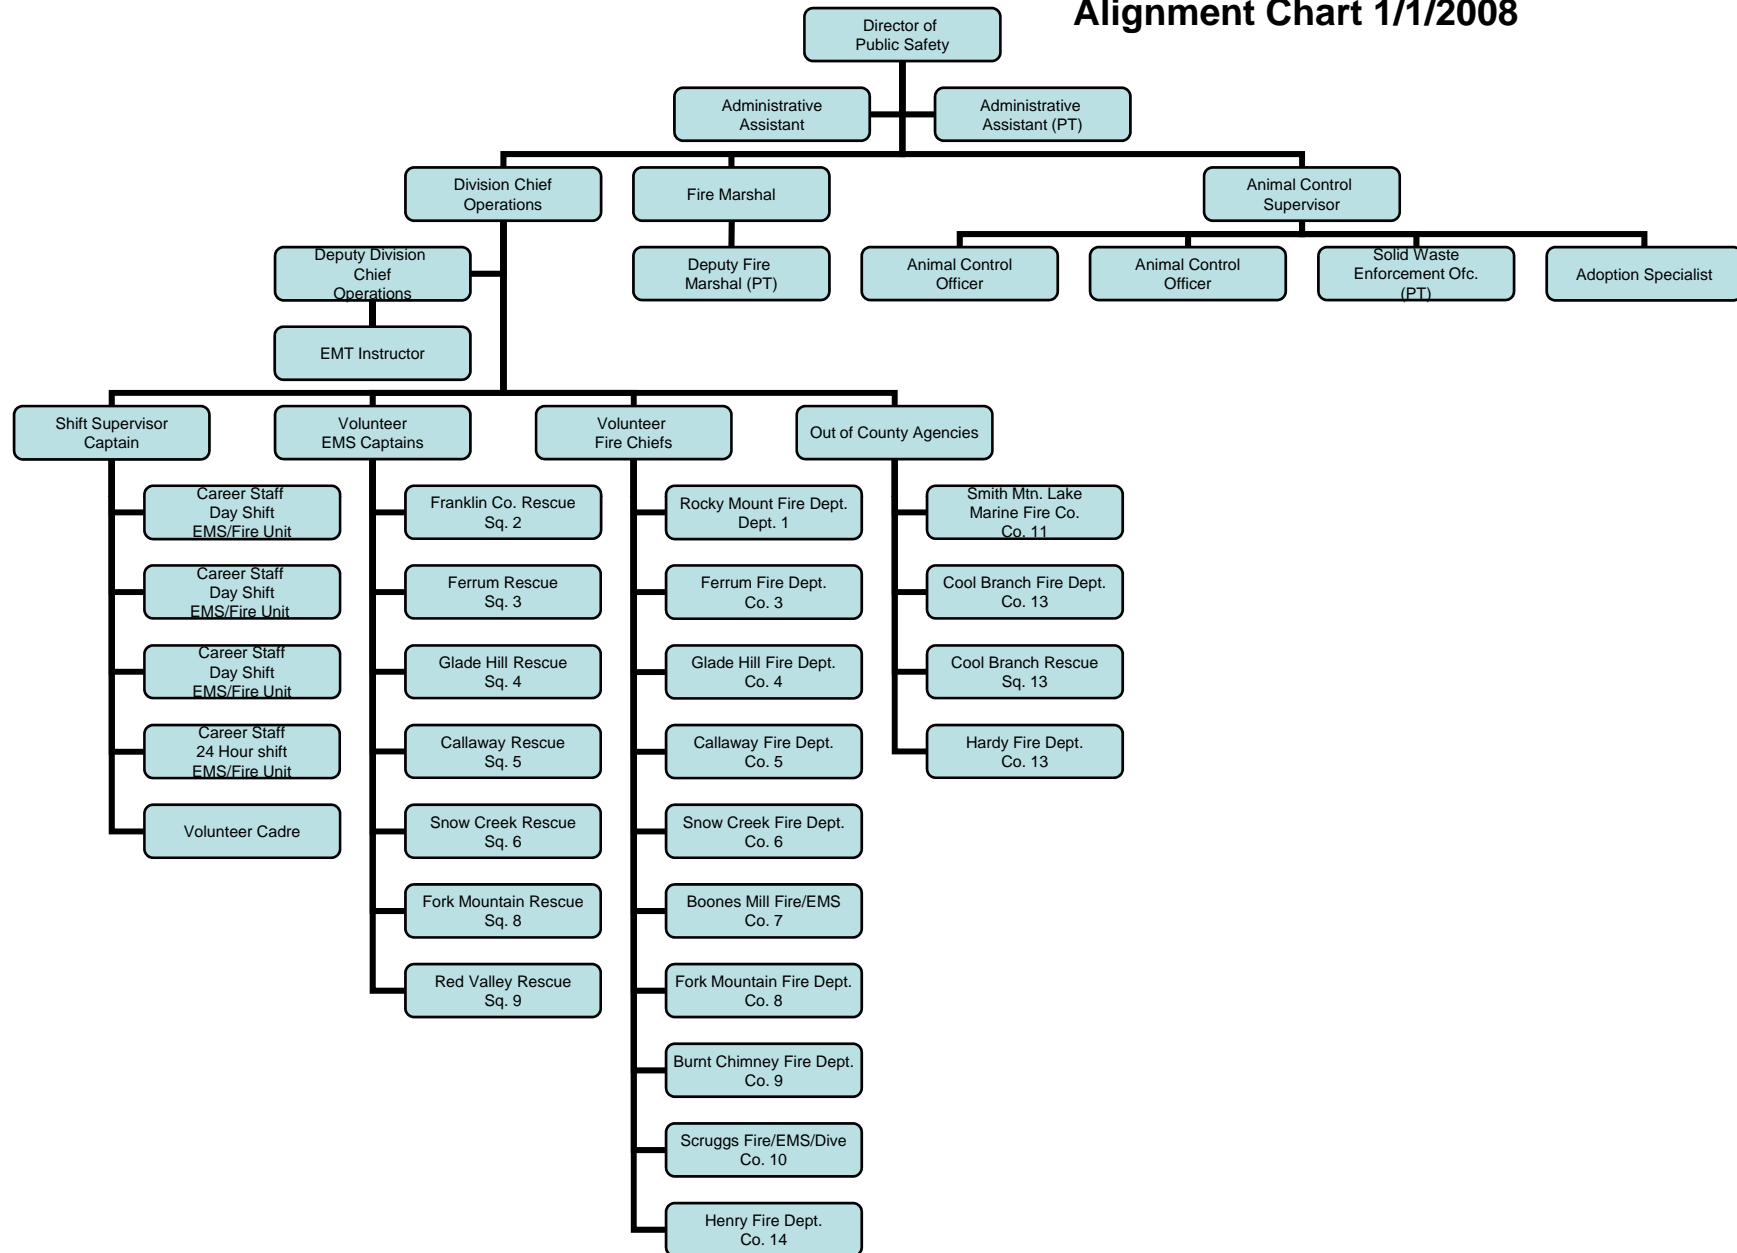 Alignment Chart 1/1/2008
Director of
Public Safety
Administrative
Assistant
Administrative
Assistant (PT)
Division Chief
Operations
Fire Marshal
Animal Control
Supervisor
Deputy Division
Chief
Operations
Deputy Fire
Marshal (PT)
Animal Control
Officer
Animal Control
Officer
Solid Waste
Enforcement Ofc.
(PT)
Adoption Specialist
EMT Instructor
Shift Supervisor
Captain
Volunteer
EMS Captains
Volunteer
Fire Chiefs
Out of County Agencies
Career Staff
Day Shift
EMS/Fire Unit
Career Staff
Day Shift
EMS/Fire Unit
Career Staff
Day Shift
EMS/Fire Unit
Career Staff
24 Hour shift
EMS/Fire Unit
Volunteer Cadre
Franklin Co. Rescue
Sq. 2
Ferrum Rescue
Sq. 3
Glade Hill Rescue
Sq. 4
Callaway Rescue
Sq. 5
Snow Creek Rescue
Sq. 6
Fork Mountain Rescue
Sq. 8
Red Valley Rescue
Sq. 9
Rocky Mount Fire Dept.
Dept. 1
Ferrum Fire Dept.
Co. 3
Glade Hill Fire Dept.
Co. 4
Callaway Fire Dept.
Co. 5
Snow Creek Fire Dept.
Co. 6
Boones Mill Fire/EMS
Co. 7
Fork Mountain Fire Dept.
Co. 8
Burnt Chimney Fire Dept.
Co. 9
Scruggs Fire/EMS/Dive
Co. 10
Henry Fire Dept.
Co. 14
Smith Mtn. Lake
Marine Fire Co.
Co. 11
Cool Branch Fire Dept.
Co. 13
Cool Branch Rescue
Sq. 13
Hardy Fire Dept.
Co. 13